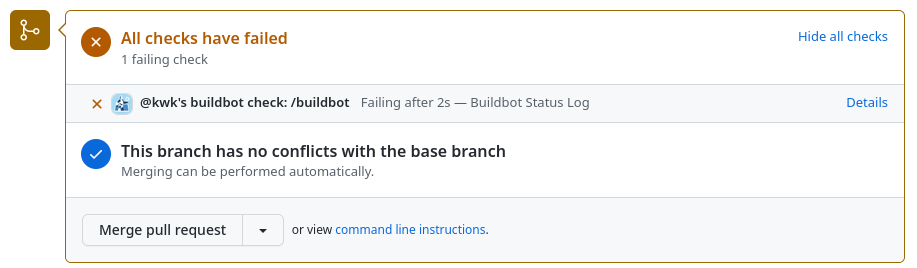 All checks have failed
Hide all checks
1 failing check
@kwk's buildbot check: /buildbot Failing after 2s — Buildbot Status Log
Details
This branch has no conflicts with the base branch
Merging can be performed automatically.
Merge pull request
or view command line instructions.